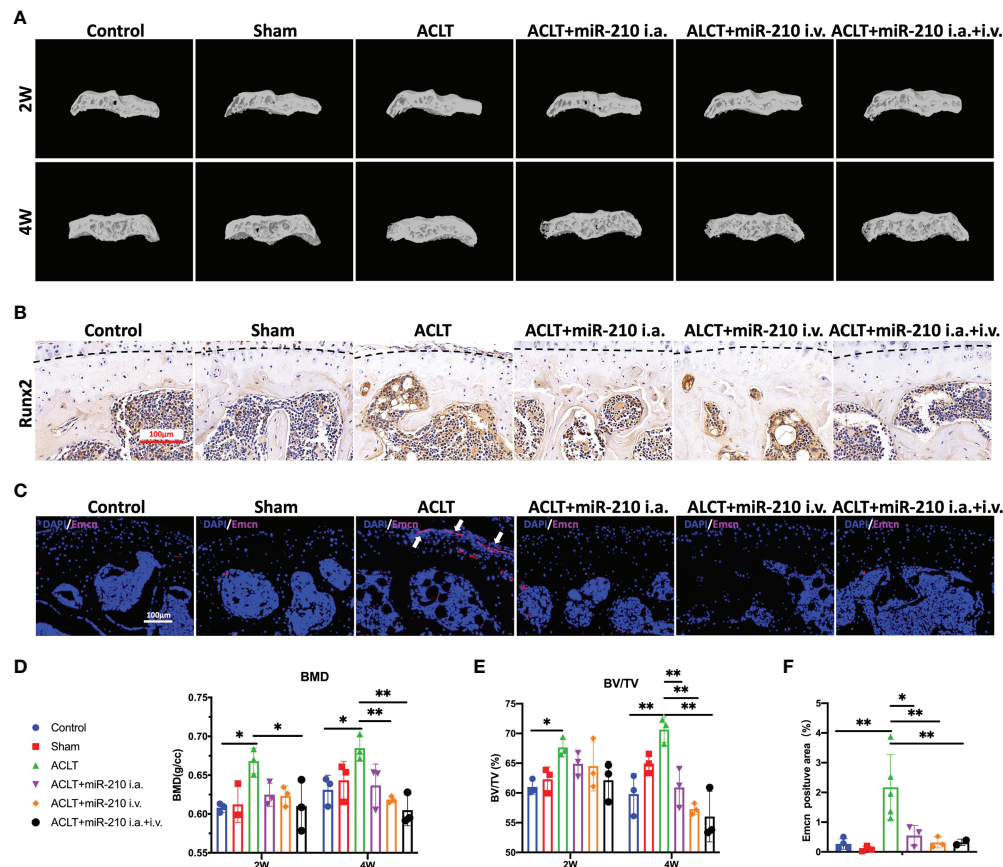 A
Control Sham ACLT ACLT+miR-210 i.a. ALCT+miR-210 i.v. ACLT+miR-210 i.a.+i.v.
2W
4W
B
Control Sham ACLT ACLT+miR-210 i.a. ALCT+miR-210 i.v. ACLT+miR-210 i.a.+i.v.
Runx2
100μm
C
Control Sham ACLT ACLT+miR-210 i.a. ALCT+miR-210 i.v. ACLT+miR-210 i.a.+i.v.
DAPI/Emcn DAPI/Emcn DAPI/Emcn DAPI/Emcn DAPI/Emcn DAPI/Emcn
100μm
D
Control
Sham
ACLT
ACLT+miR-210 i.a.
ACLT+miR-210 i.v.
ACLT+miR-210 i.a.+i.v.
BMD
BMD(g/cc)
0.75
0.70
0.65
0.60
0.55
* * * ** **
2W 4W
E
BV/TV
BV/TV (%)
75
70
65
60
55
50
* ** ** ** **
2W 4W
F
Emcn positive area (%)
5
4
3
2
1
0
** * ** **